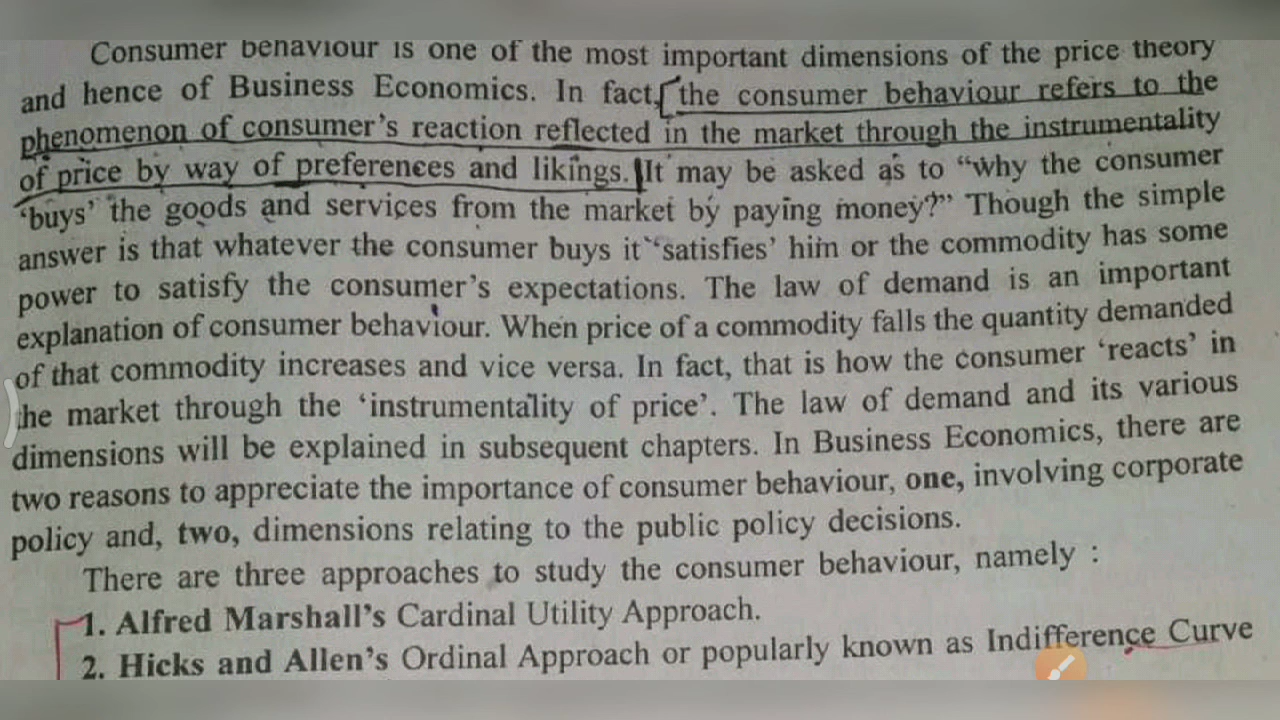 Consumer behaviour is one of the most important dimensions of the price theory
and hence of Business Economics. In fact, the consumer behaviour refers to the
phenomenon of consumer's reaction reflected in the market through the instrumentality
of price by way of preferences and likings. It may be asked as to “why the consumer
‘buys’ the goods and services from the market by paying money?” Though the simple
answer is that whatever the consumer buys it ‘satisfies’ him or the commodity has some
power to satisfy the consumer's expectations. The law of demand is an important
explanation of consumer behaviour. When price of a commodity falls the quantity demanded
of that commodity increases and vice versa. In fact, that is how the consumer ‘reacts’ in
the market through the ‘instrumentality of price’. The law of demand and its various
dimensions will be explained in subsequent chapters. In Business Economics, there are
two reasons to appreciate the importance of consumer behaviour, one, involving corporate
policy and, two, dimensions relating to the public policy decisions.
There are three approaches to study the consumer behaviour, namely :
1. Alfred Marshall's Cardinal Utility Approach.
2. Hicks and Allen's Ordinal Approach or popularly known as Indifference Curve